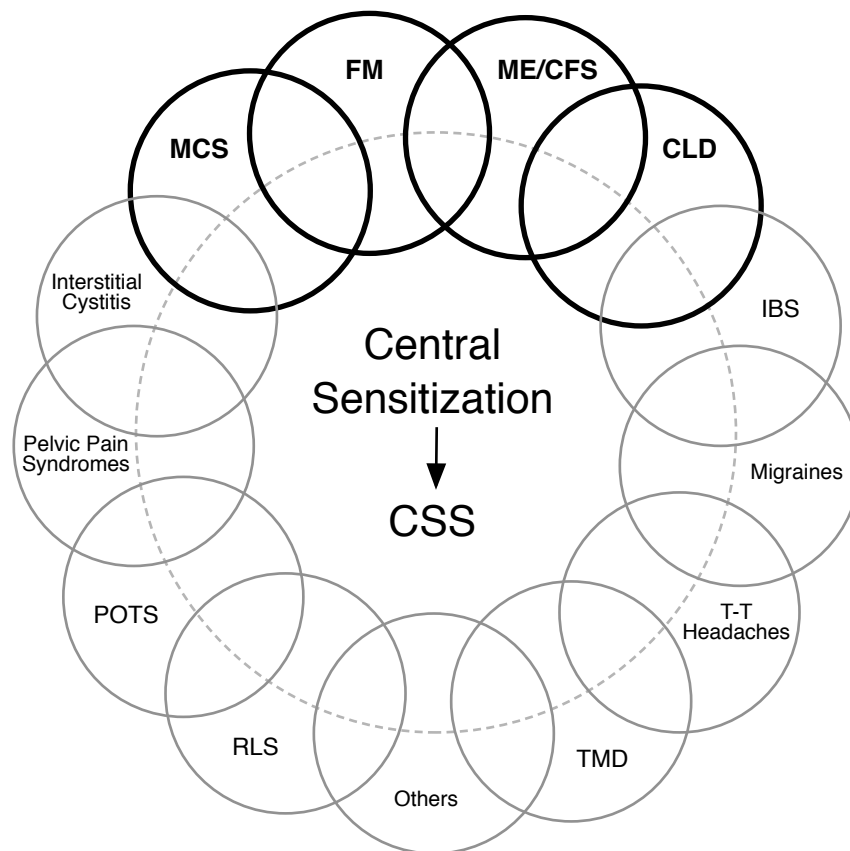 FM
ME/CFS
MCS
CLD
Interstitial
Cystitis
IBS
Central
Sensitization
Pelvic Pain
Syndromes
Migraines
CSS
POTS
T-T
Headaches
RLS
TMD
Others